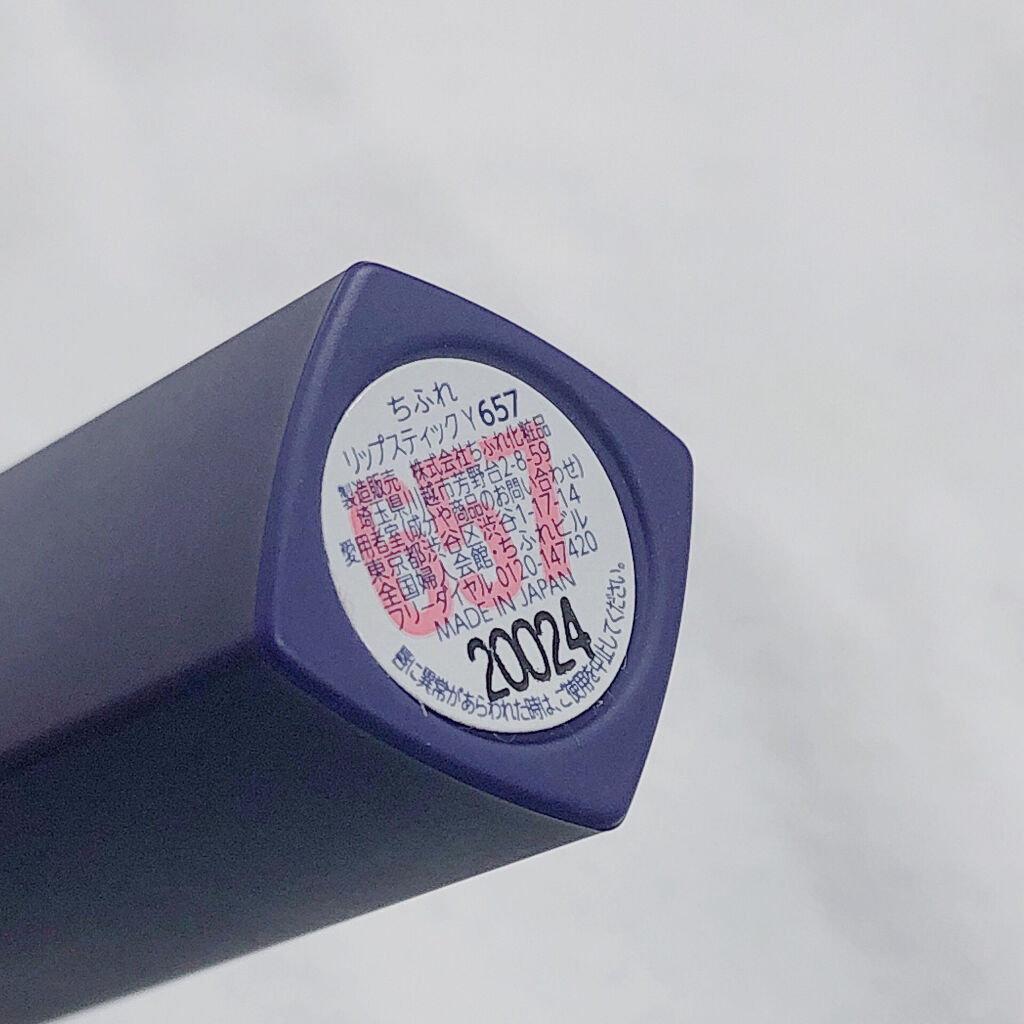 ちふれ
リップスティック Y 657
657
製造販売 株式会社ちふれ化粧品
埼玉県川越市芳野台2-8-59
愛用者室(成分や商品のお問い合わせ)
東京都渋谷区渋谷1-17-14
全国婦人会館・ちふれビル
フリーダイヤル 0120-147420
MADE IN JAPAN
20024
唇に異常があらわれた時は、ご使用を中止してください。